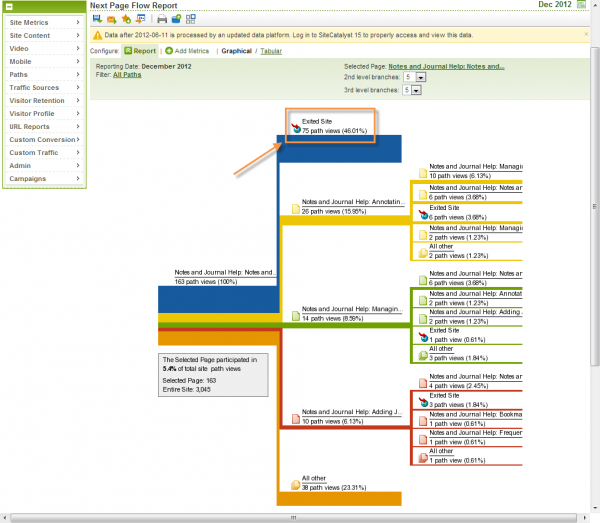 Next Page Flow Report
Dec 2012
Data after 2012-06-11 is processed by an updated data platform. Log in to SiteCatalyst 15 to properly access and view this data.
Configure:
Report
Add Metrics
Graphical / Tabular
Reporting Date: December 2012
Filter: All Paths
Selected Page: Notes and Journal Help: Notes and...
2nd level branches: 5
3rd level branches: 5
Site Metrics
Site Content
Video
Mobile
Paths
Traffic Sources
Visitor Retention
Visitor Profile
URL Reports
Custom Conversion
Custom Traffic
Admin
Campaigns
Exited Site
75 path views (46.01%)
Notes and Journal Help: Annotatin...
26 path views (15.95%)
Notes and Journal Help: Managin
10 path views (6.13%)
Notes and Journal Help: Notes ar
6 path views (3.68%)
Exited Site
6 path views (3.68%)
Notes and Journal Help: Managi
2 path views (1.23%)
All other
2 path views (1.23%)
Notes and Journal Help: Notes and...
163 path views (100%)
Notes and Journal Help: Managin...
14 path views (8.59%)
Notes and Journal Help: Notes ar
6 path views (3.68%)
Notes and Journal Help: Annotat
2 path views (1.23%)
Notes and Journal Help: Adding
2 path views (1.23%)
Exited Site
1 path view (0.61%)
All other
3 path views (1.84%)
The Selected Page participated in
5.4% of total site path views
Selected Page: 163
Entire Site: 3,045
Notes and Journal Help: Adding J...
10 path views (6.13%)
Notes and Journal Help: Notes ar
4 path views (2.45%)
Exited Site
3 path views (1.84%)
Notes and Journal Help: Bookma
1 path view (0.61%)
Notes and Journal Help: Frequen
1 path view (0.61%)
All other
1 path view (0.61%)
All other
38 path views (23.31%)